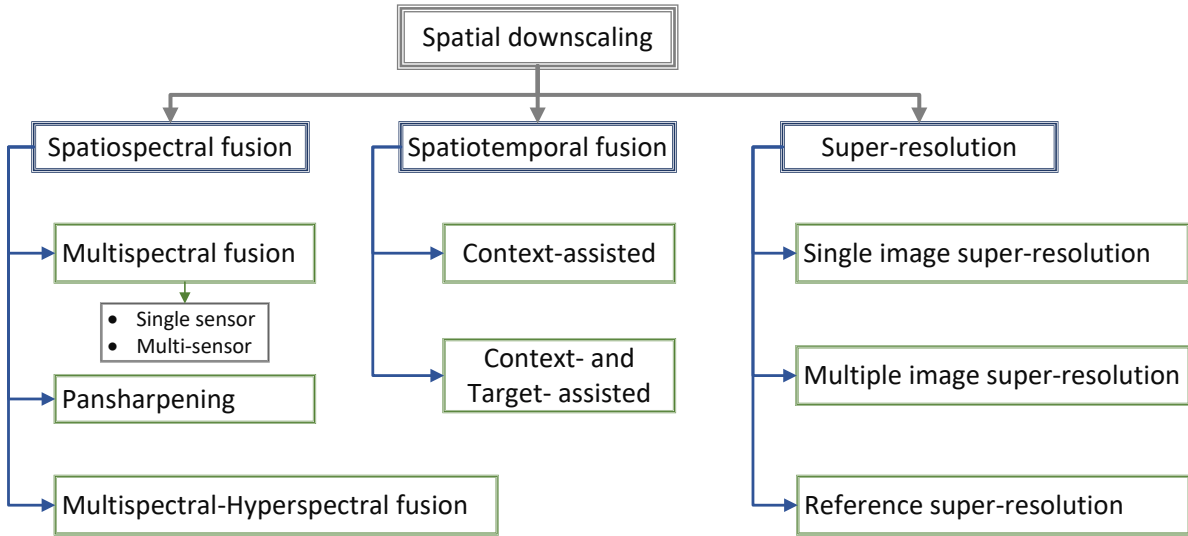 Spatial downscaling
Spatiospectral fusion
Multispectral fusion
• Single sensor
• Multi-sensor
Pansharpening
Multispectral-Hyperspectral fusion
Spatiotemporal fusion
Context-assisted
Context- and
Target- assisted
Super-resolution
Single image super-resolution
Multiple image super-resolution
Reference super-resolution